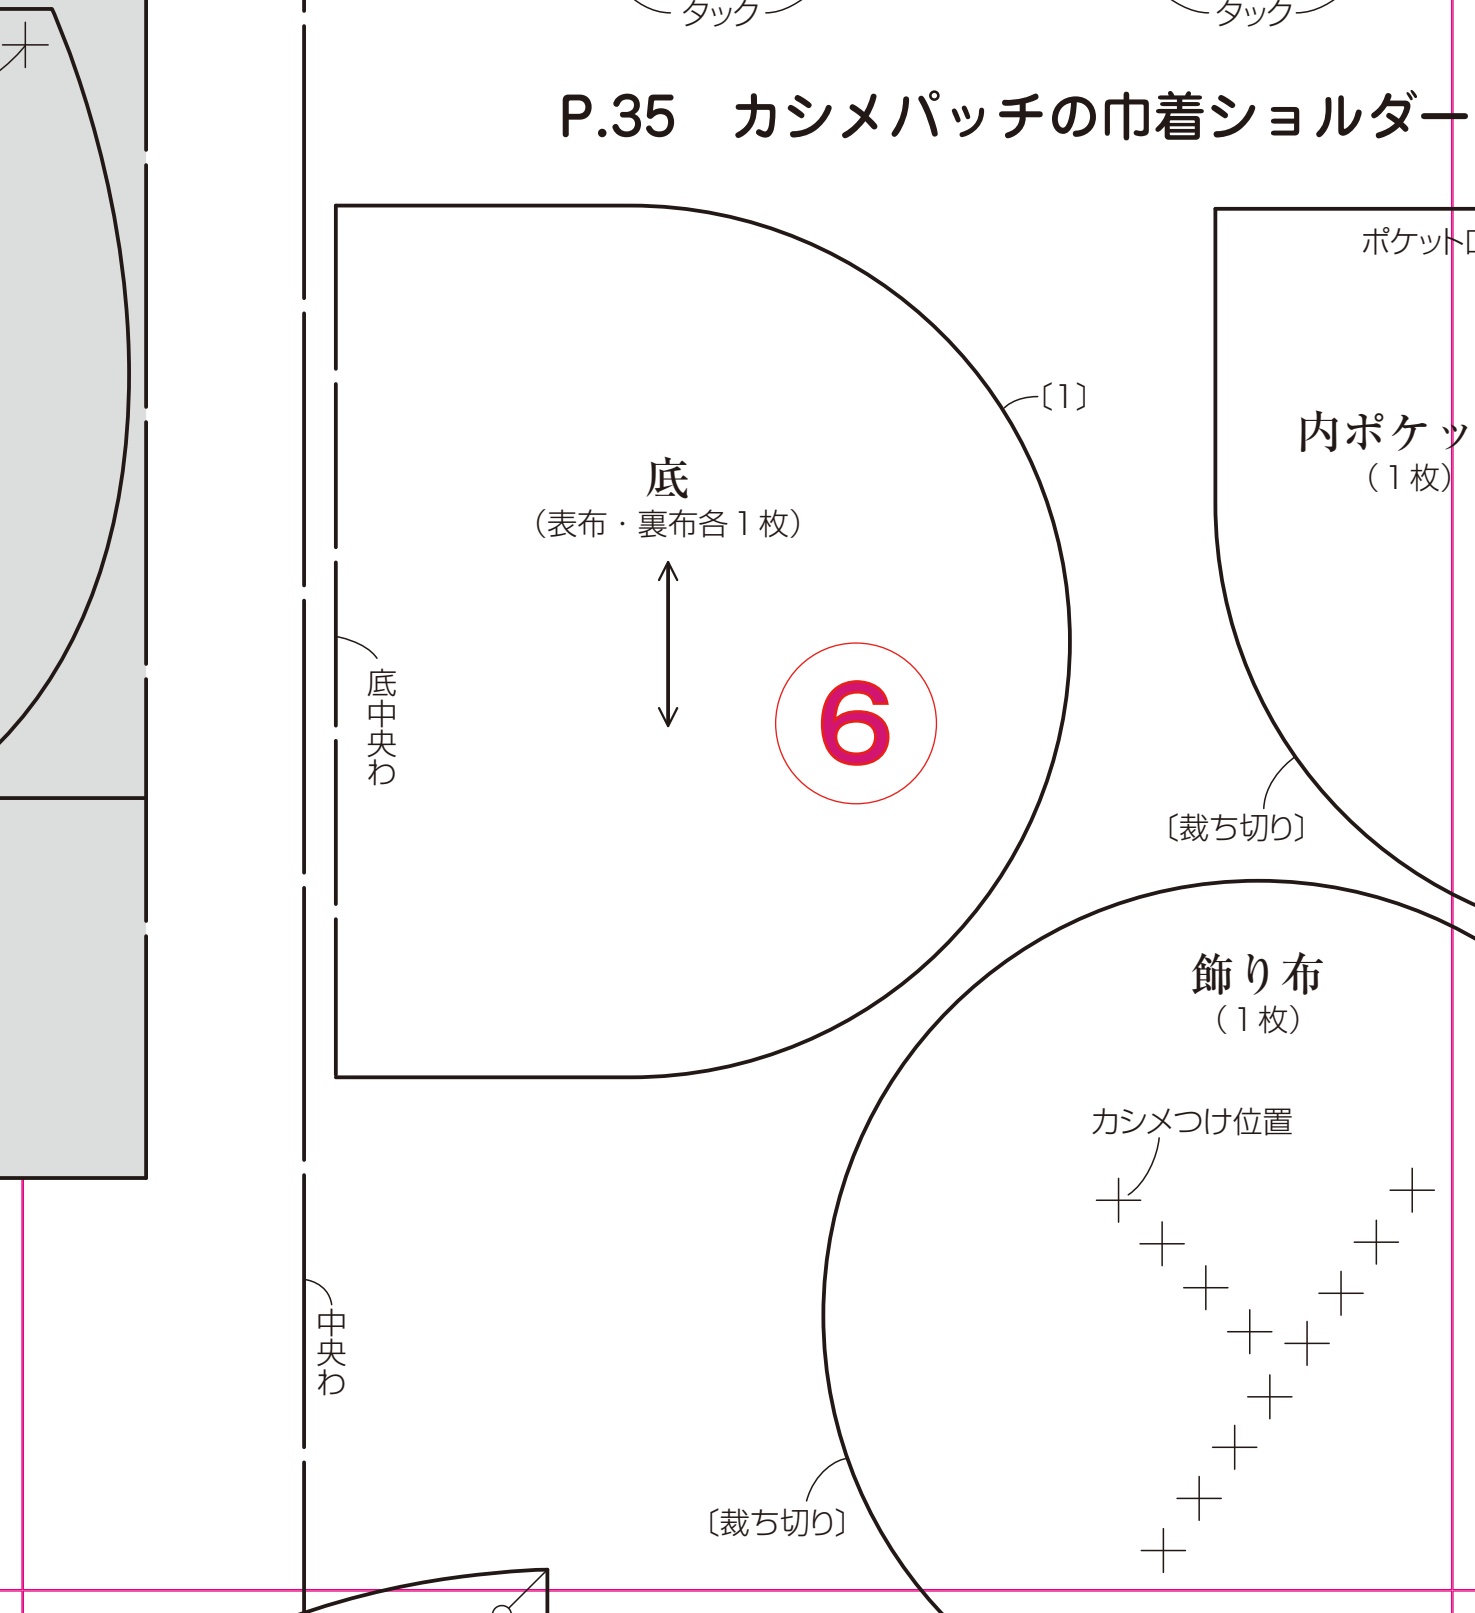 タック
タック
P.35 カシメパッチの巾着ショルダー
ポケット口
〔1〕
内ポケッ
(1枚)
底
(表布・裏布各1枚)
底中央わ
6
〔裁ち切り〕
飾り布
(1枚)
カシメつけ位置
中央わ
〔裁ち切り〕